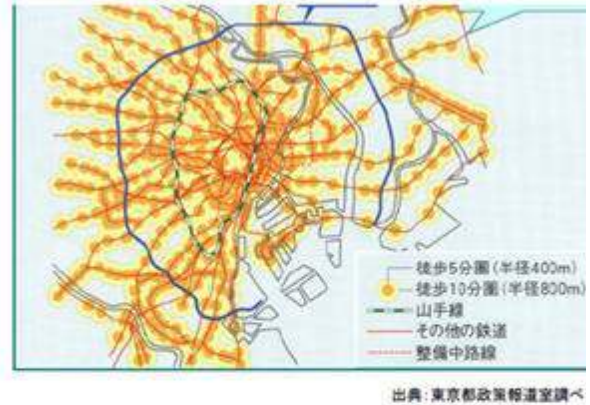 徒歩5分圏(半径400m)
徒歩10分圏(半径800m)
山手線
その他の鉄道
整備中路線
出典:東京都政策報道室調べ